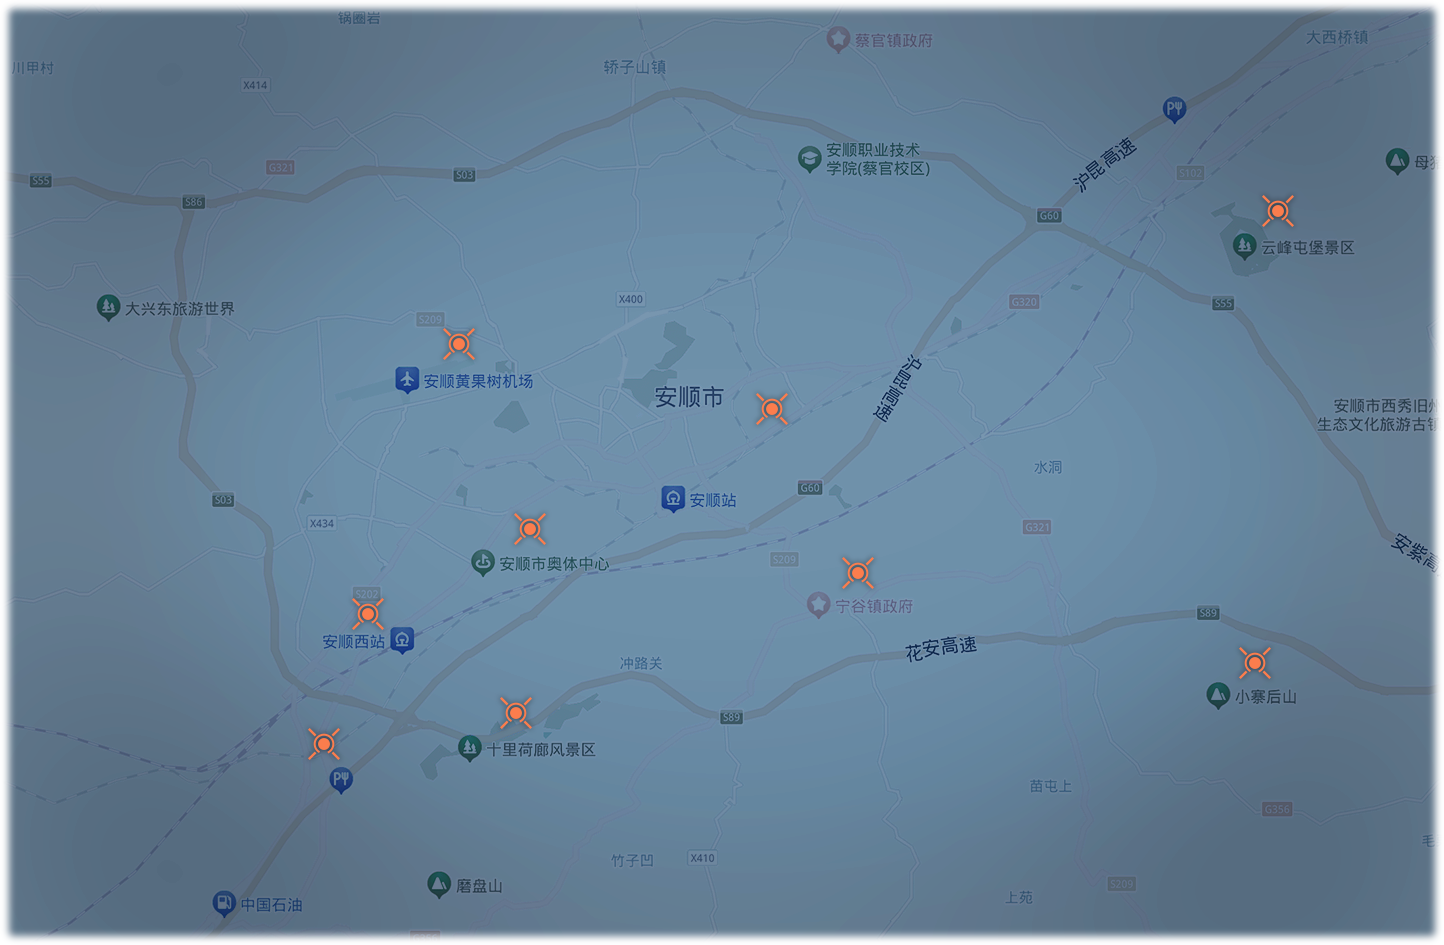 锅圈岩
蔡官镇政府
大西桥镇
川甲村
轿子山镇
X414
安顺职业技术
学院(蔡官校区)
沪昆高速
G321
S03
S55
S102
S86
G60
云峰屯堡景区
X400
G320
S55
大兴东旅游世界
S209
安顺黄果树机场
安顺市
沪昆高速
安顺市西秀旧州
生态文化旅游古镇
水洞
G60
安顺站
S03
X434
G321
安紫高
安顺市奥体中心
S209
S202
宁谷镇政府
S89
安顺西站
花安高速
冲路关
小寨后山
S89
十里荷廊风景区
苗屯上
G356
竹子凹
X410
磨盘山
S209
上苑
中国石油